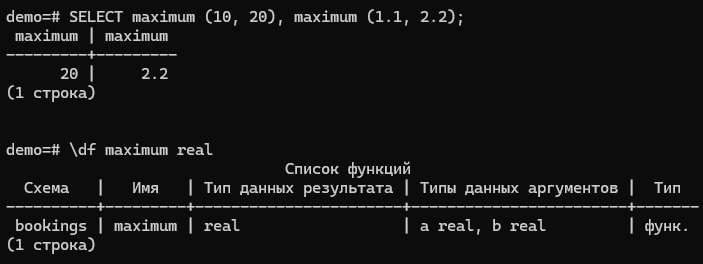 demo=# SELECT maximum (10, 20), maximum (1.1, 2.2);
 maximum | maximum
---------+---------
      20 |     2.2
(1 строка)
demo=# \df maximum real
                               Список функций
  Схема   |   Имя   | Тип данных результата | Типы данных аргументов |  Тип
----------+---------+-----------------------+------------------------+-------
 bookings | maximum | real                  | a real, b real         | функ.
(1 строка)